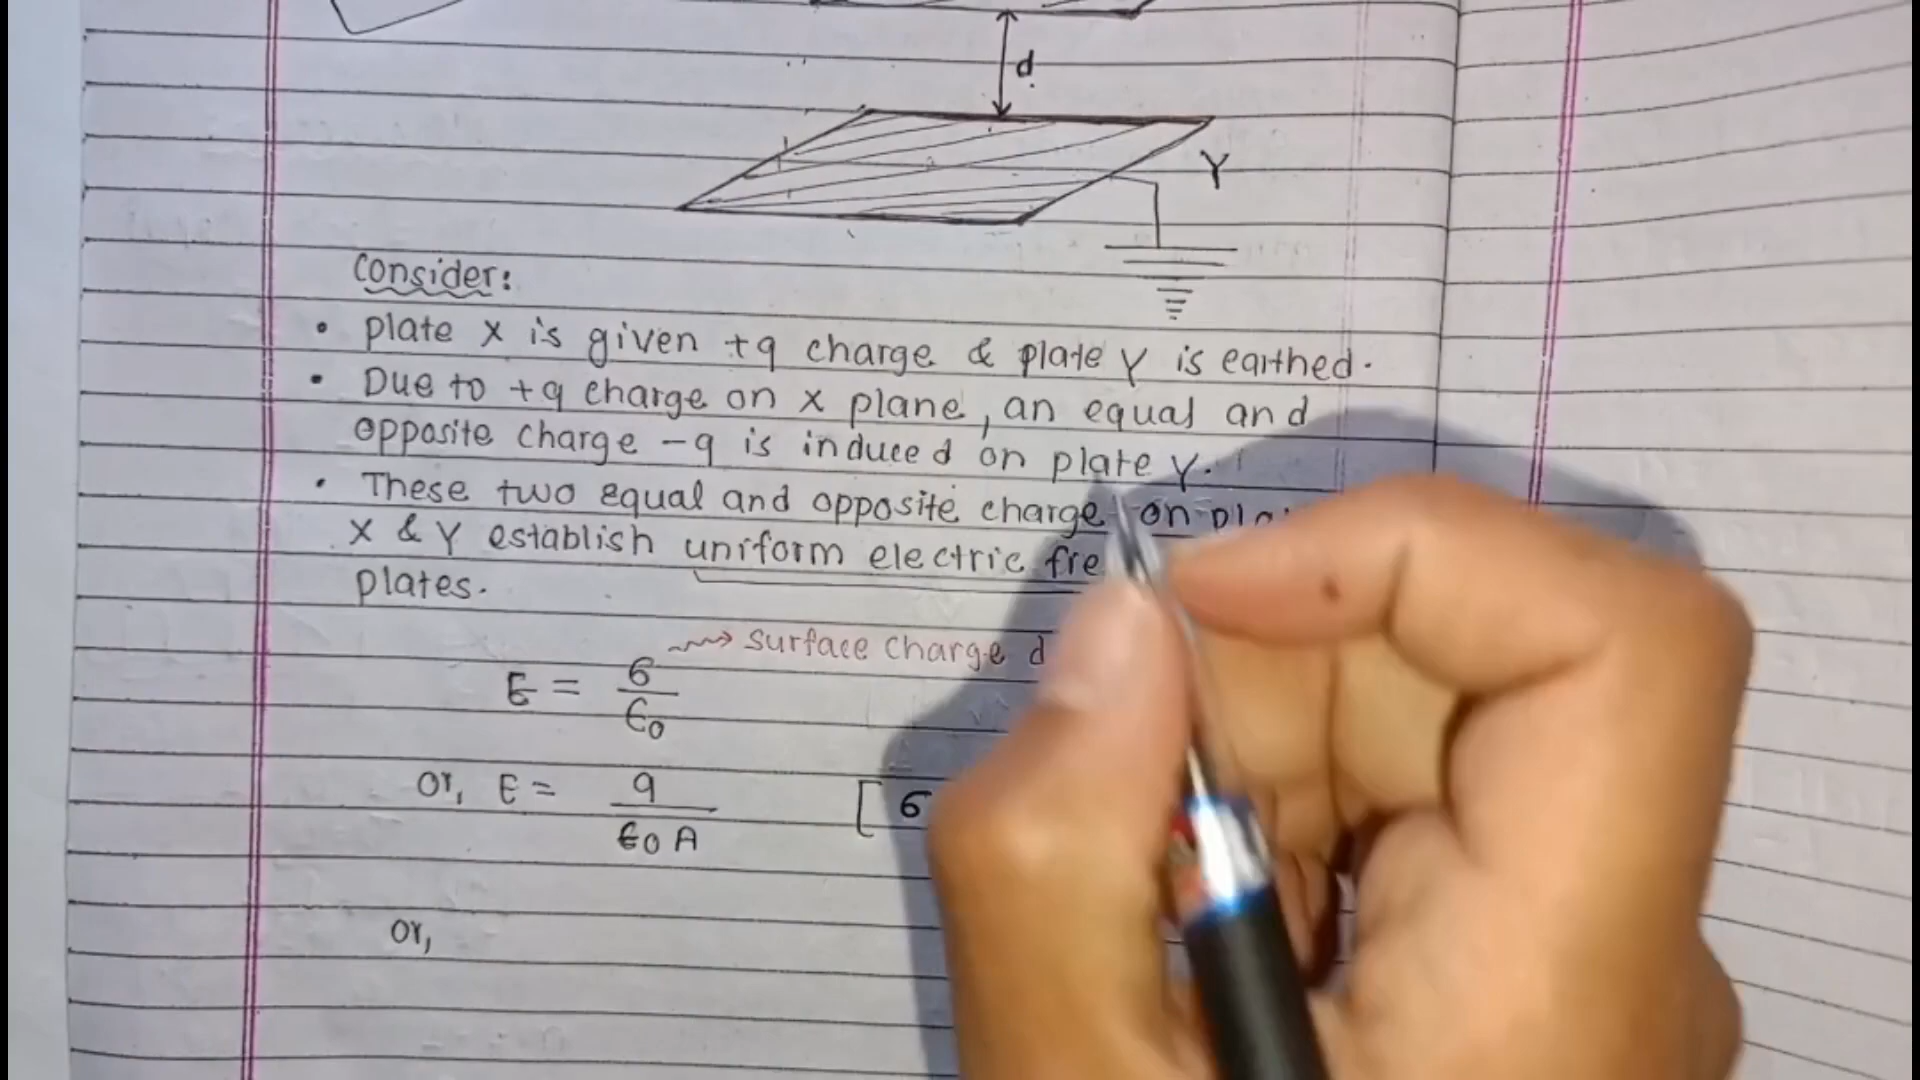 d
Y
Consider:
• plate X is given +q charge & plate Y is earthed.
• Due to +q charge on X plane, an equal and
opposite charge -q is induced on plate Y.
• These two equal and opposite charge on
X & Y establish uniform electric
plates.
surface charge
E = σ/ϵ0
or, E = q/ϵ0 A [ σ
or,